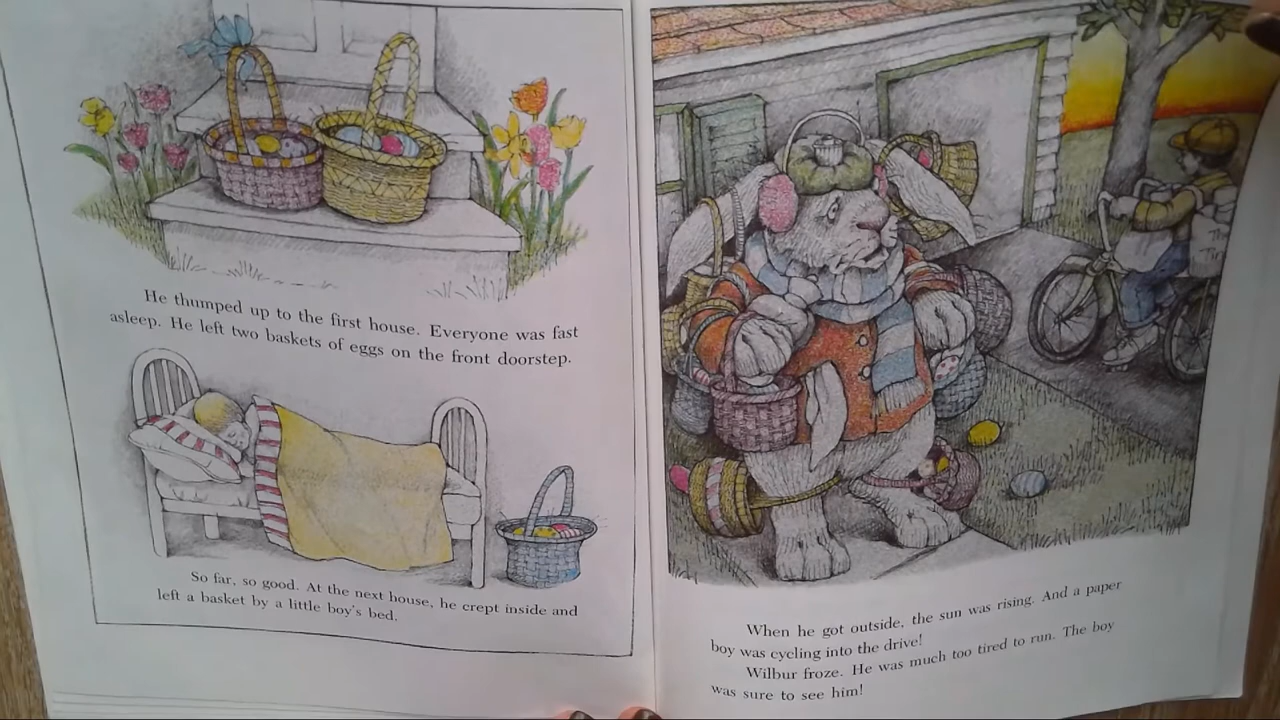 He thumped up to the first house. Everyone was fast
asleep. He left two baskets of eggs on the front doorstep.
So far, so good. At the next house, he crept inside and
left a basket by a little boy's bed.
When he got outside, the sun was rising. And a paper
boy was cycling into the drive!
Wilbur froze. He was much too tired to run. The boy
was sure to see him!